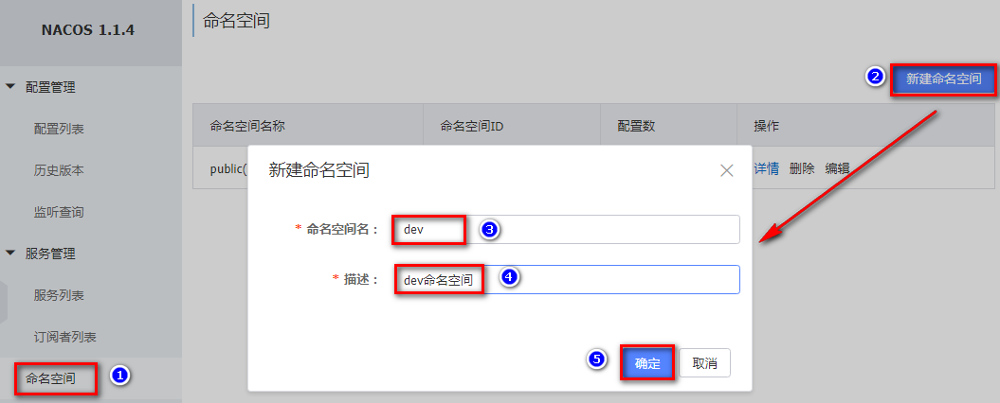 NACOS 1.1.4
命名空间
配置管理
配置列表
历史版本
监听查询
服务管理
服务列表
订阅者列表
命名空间
1
2
新建命名空间
命名空间名称 命名空间ID 配置数 操作
public( 详情 删除 编辑
新建命名空间
* 命名空间名： dev
3
* 描述： dev命名空间
4
5
确定 取消